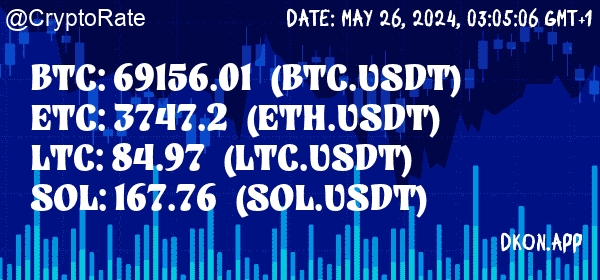 @CryptoRate
DATE: MAY 26, 2024, 03:05:06 GMT+1
BTC: 69156.01 (BTC.USDT)
ETC: 3747.2 (ETH.USDT)
LTC: 84.97 (LTC.USDT)
SOL: 167.76 (SOL.USDT)
DKON.APP